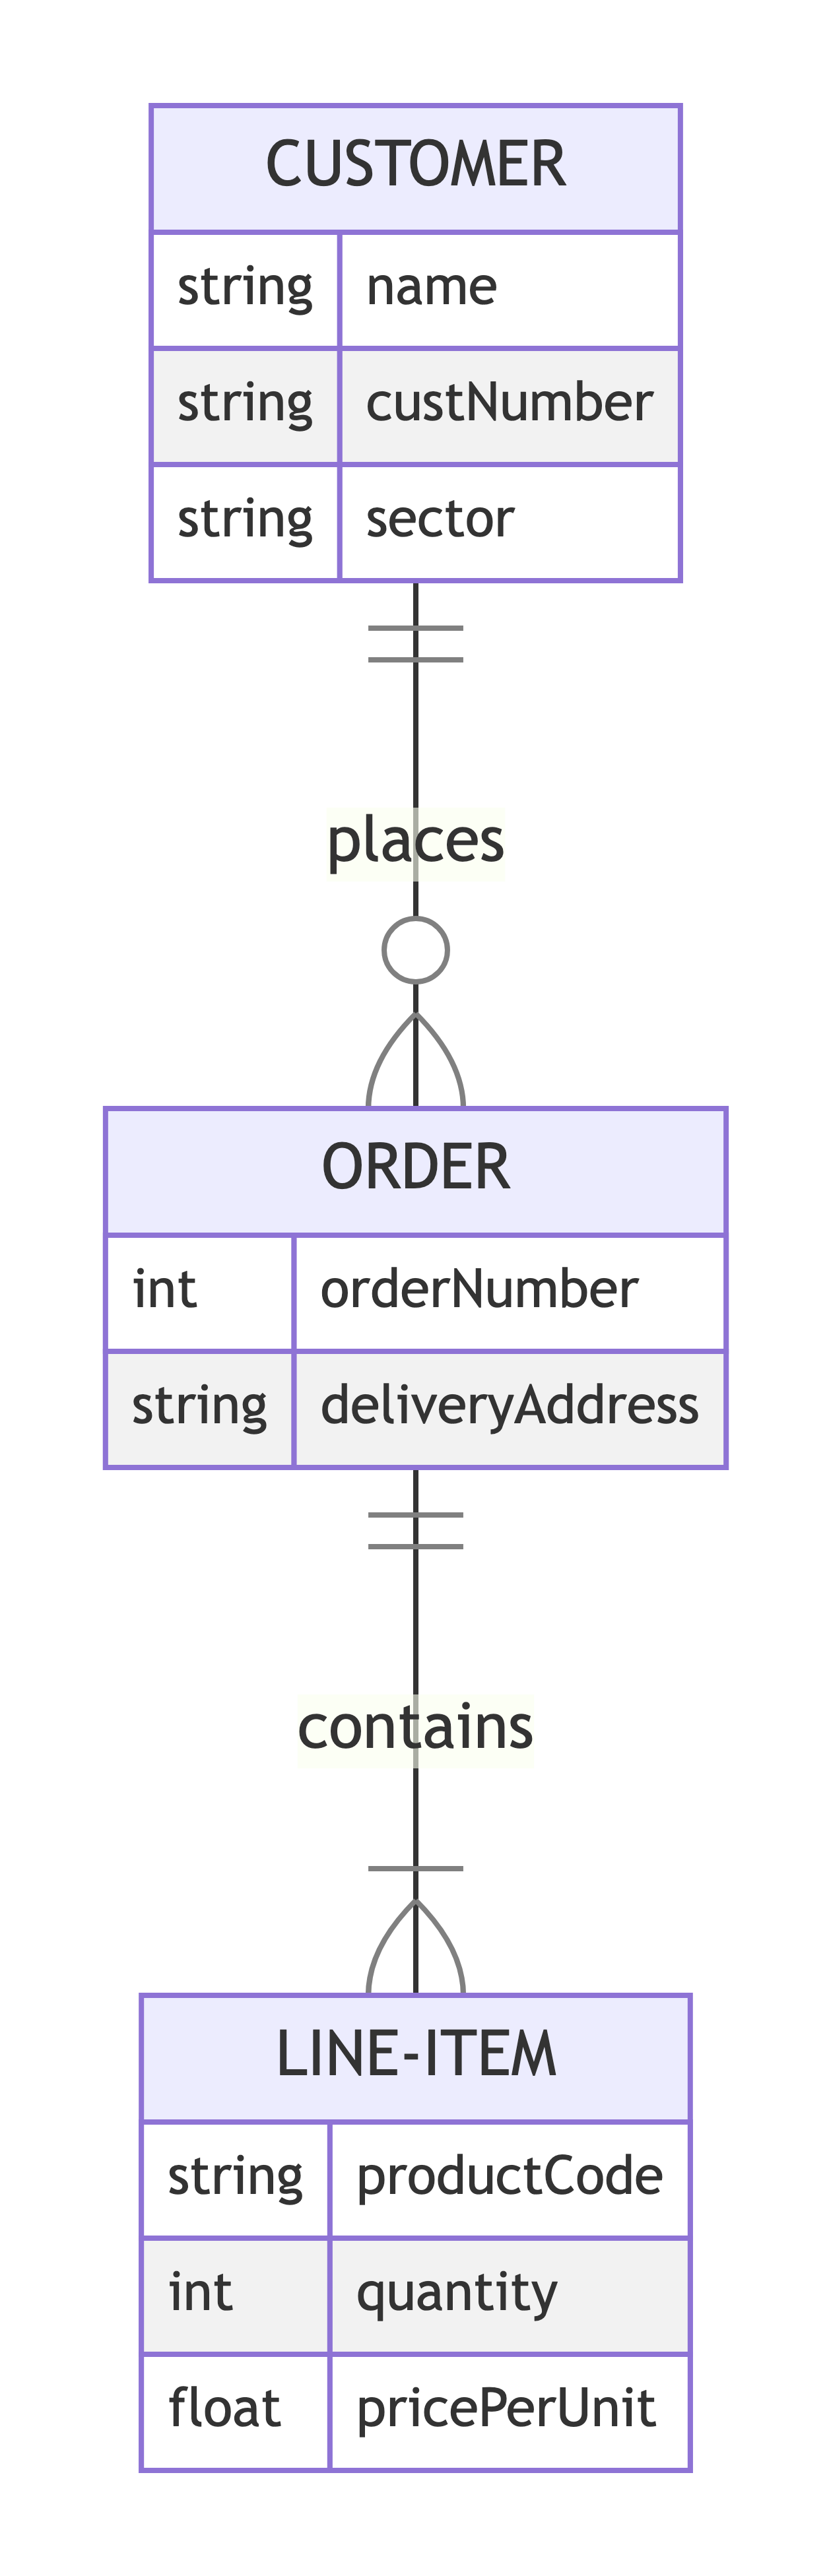 CUSTOMER
string name
string custNumber
string sector
places
ORDER
int orderNumber
string deliveryAddress
contains
LINE-ITEM
string productCode
int quantity
float pricePerUnit